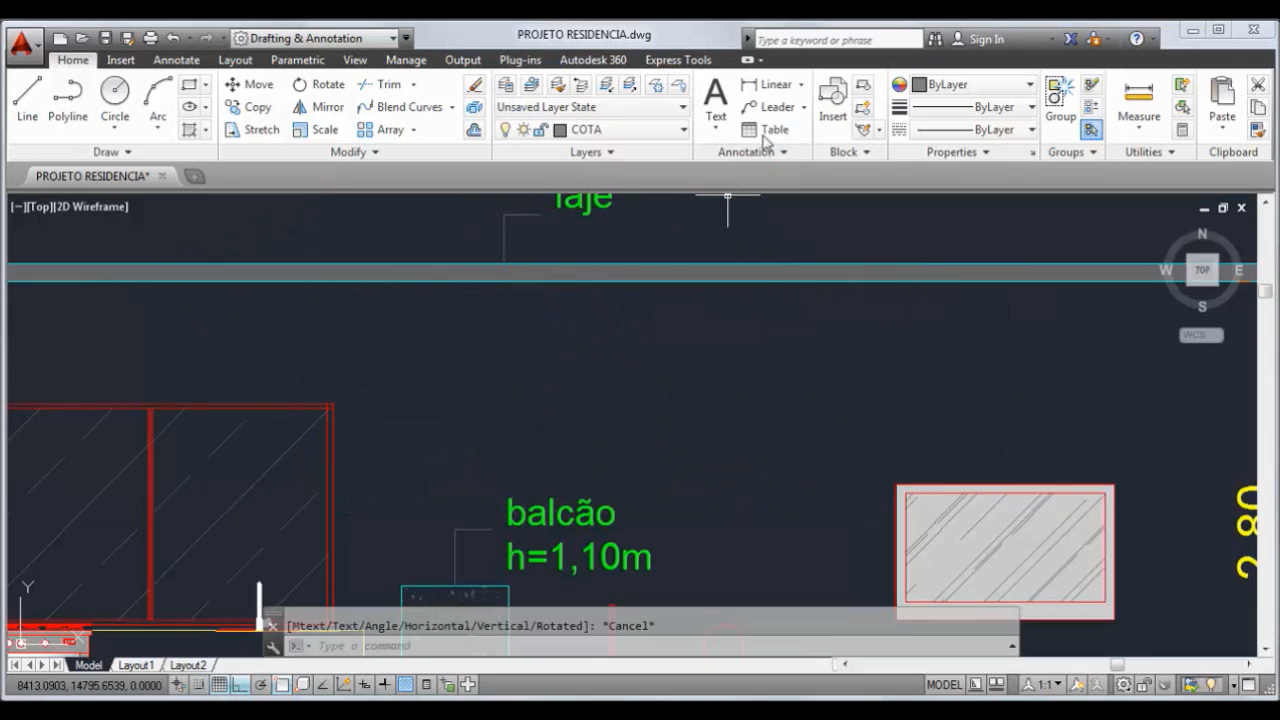 Drafting & Annotation
PROJETO RESIDENCIA.dwg
Type a keyword or phrase
Sign In
Home Insert Annotate Layout Parametric View Manage Output Plug-ins Autodesk 360 Express Tools
Line Polyline Circle Arc
Draw
Move Rotate Trim
Copy Mirror Blend Curves
Stretch Scale Array
Modify
Unsaved Layer State
COTA
Layers
Text
Linear
Leader
Table
Annotation
Insert
Block
ByLayer
ByLayer
ByLayer
Properties
Group
Groups
Measure
Utilities
Paste
Clipboard
PROJETO RESIDENCIA*
[−][Top][2D Wireframe]
laje
N
W TOP E
S
WCS
balcão
h=1,10m
2,80
Y
X
[Mtext/Text/Angle/Horizontal/Vertical/Rotated]: *Cancel*
Type a command
Model Layout1 Layout2
8413.0903, 14795.6539, 0.0000
MODEL
1:1